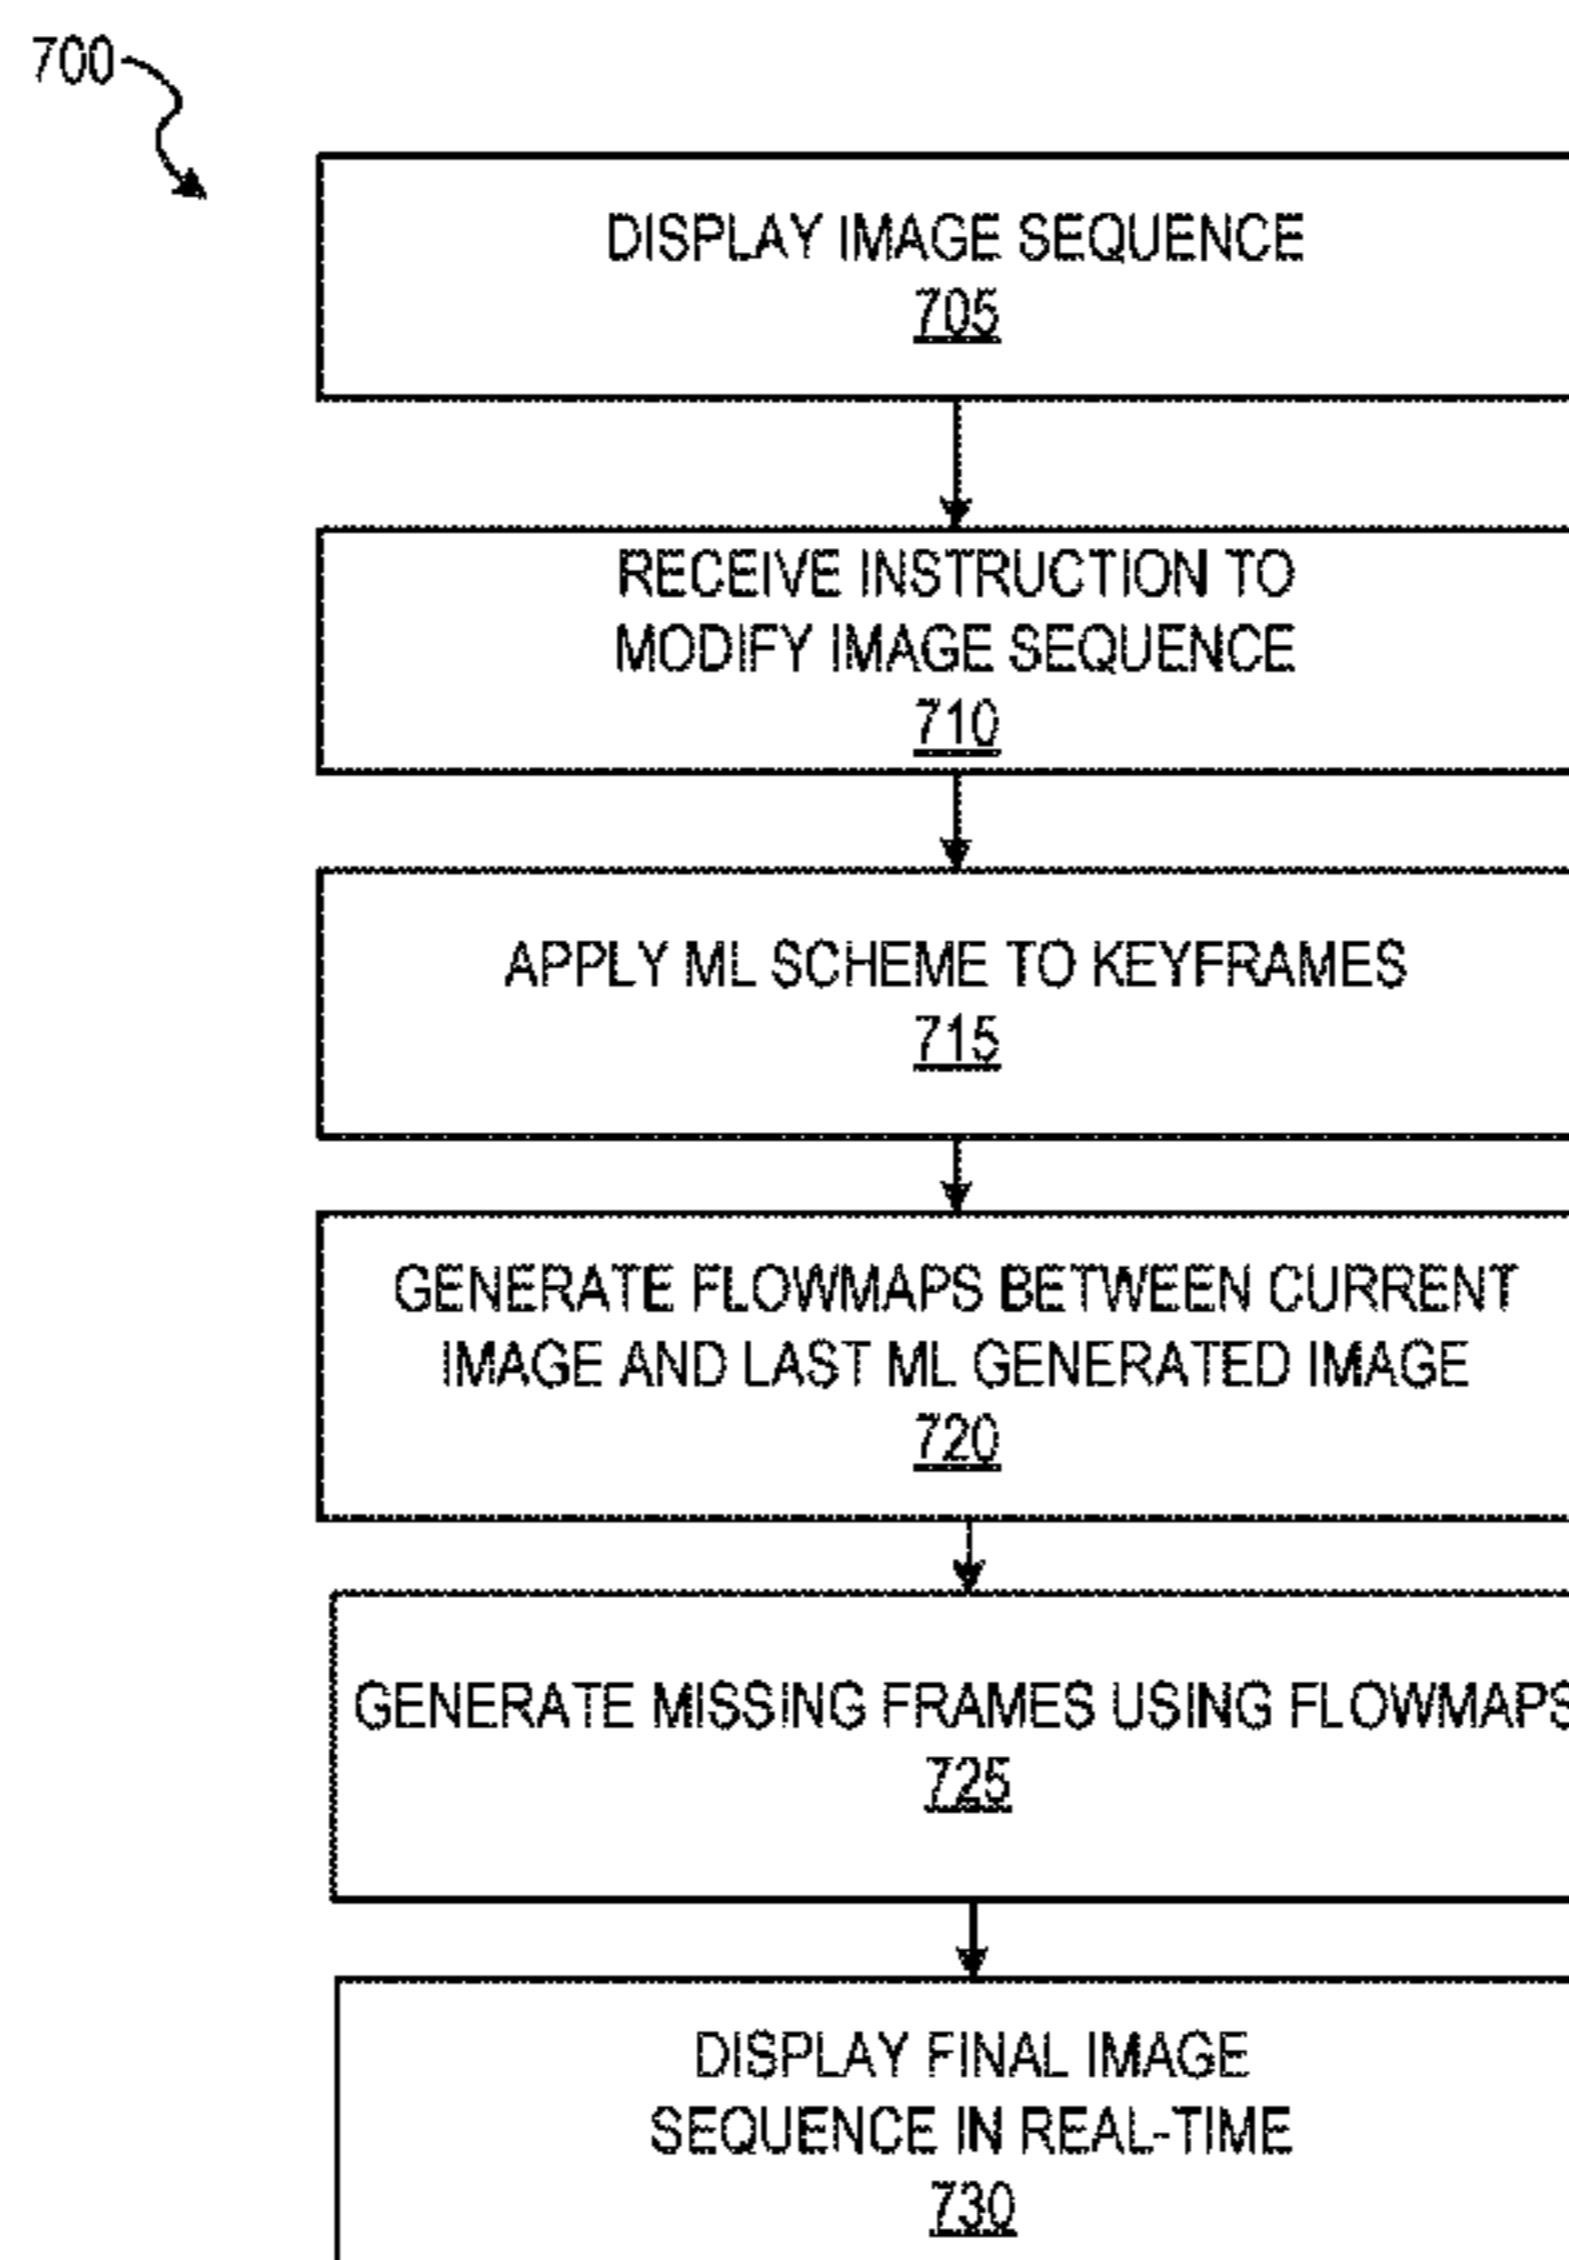 700
DISPLAY IMAGE SEQUENCE
705
RECEIVE INSTRUCTION TO
MODIFY IMAGE SEQUENCE
710
APPLY ML SCHEME TO KEYFRAMES
715
GENERATE FLOWMAPS BETWEEN CURRENT
IMAGE AND LAST ML GENERATED IMAGE
720
GENERATE MISSING FRAMES USING FLOWMAPS
725
DISPLAY FINAL IMAGE
SEQUENCE IN REAL-TIME
730